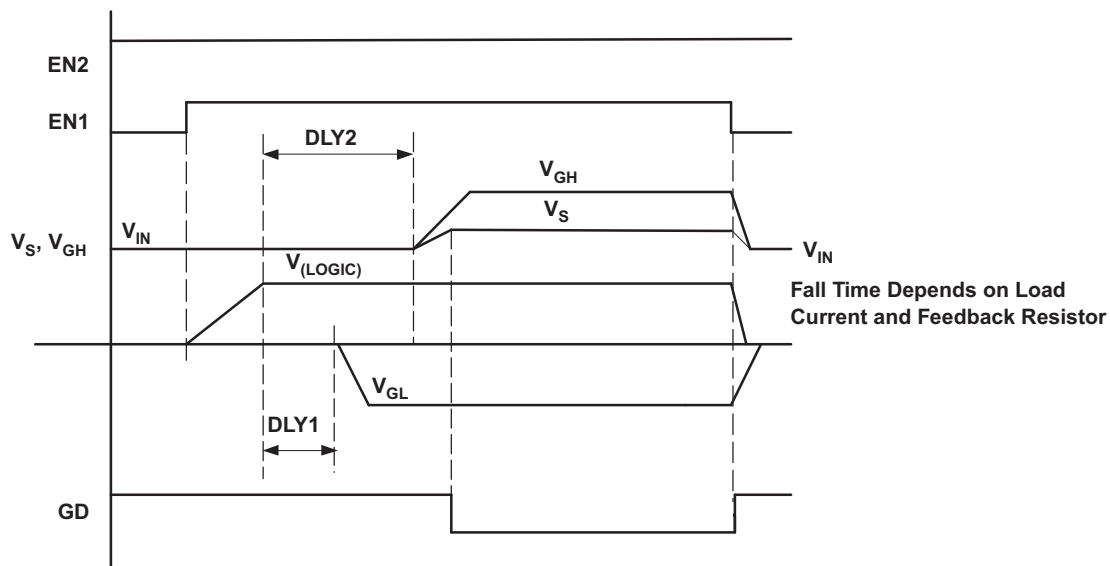 EN2
EN1
DLY2
V_GH
V_S
V_S, V_GH
V_IN
V_IN
V_(LOGIC)
Fall Time Depends on Load
Current and Feedback Resistor
V_GL
DLY1
GD